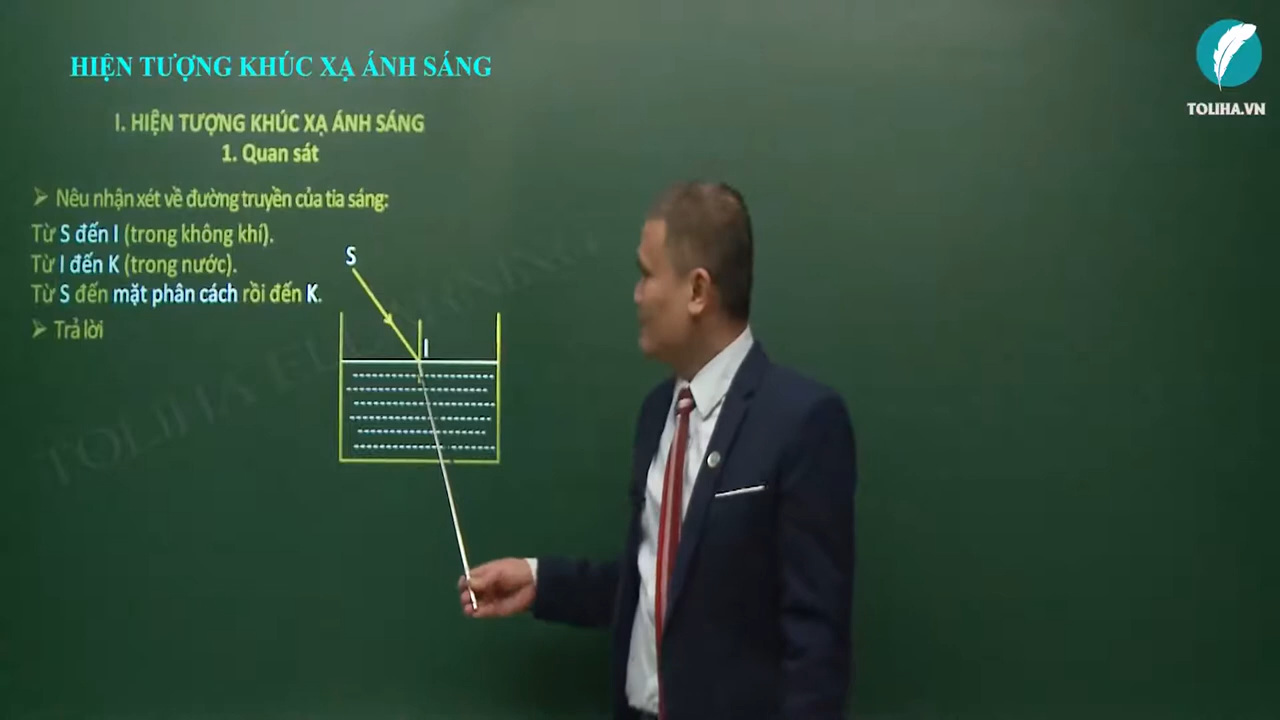 HIỆN TƯỢNG KHÚC XẠ ÁNH SÁNG
TOLIHA.VN
I. HIỆN TƯỢNG KHÚC XẠ ÁNH SÁNG
1. Quan sát
➢ Nêu nhận xét về đường truyền của tia sáng:
Từ S đến I (trong không khí).
Từ I đến K (trong nước).
Từ S đến mặt phân cách rồi đến K.
➢ Trả lời
S
I
TOLIHA ELEARNING